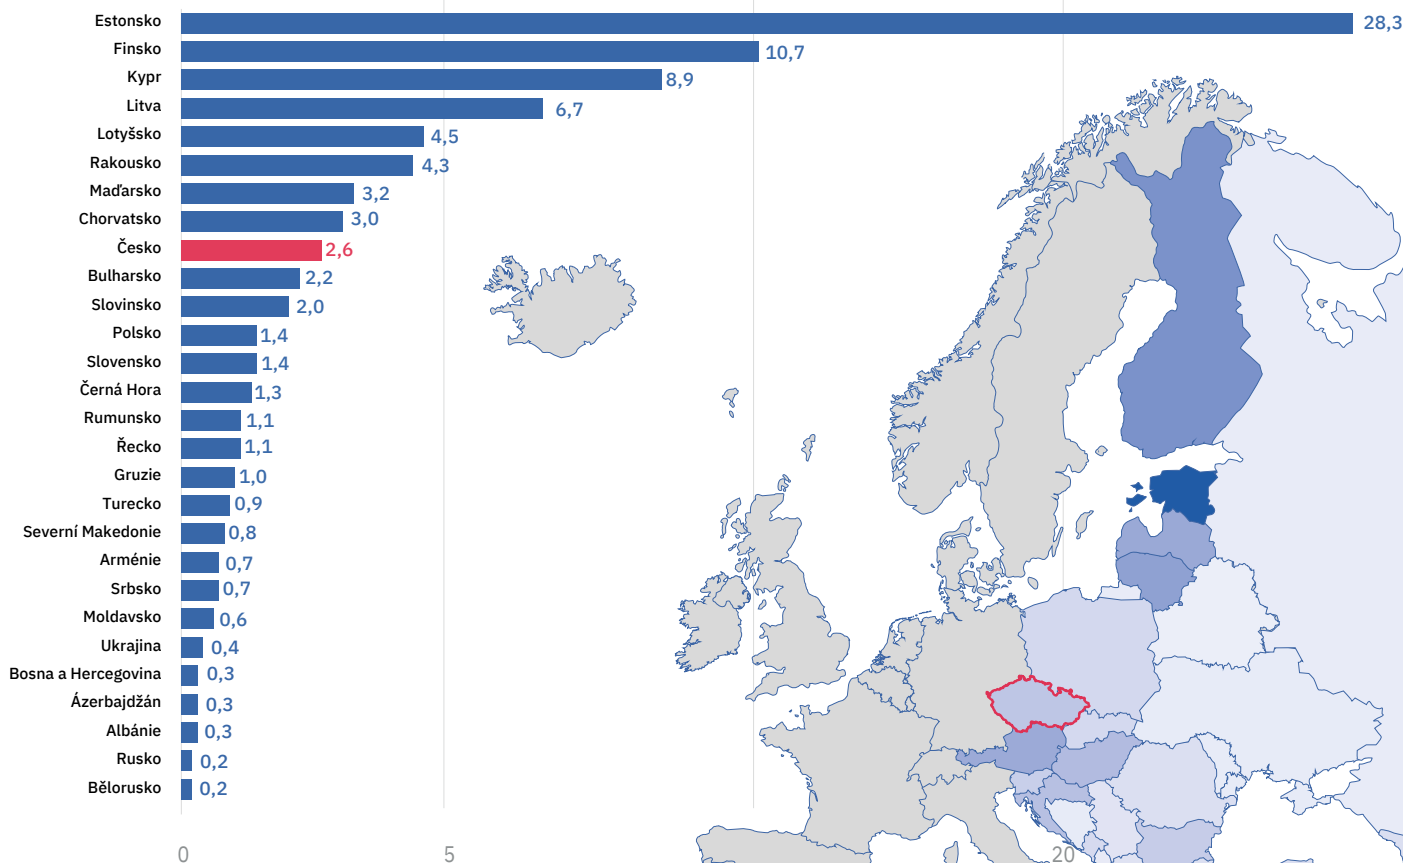 Estonsko 28,3
Finsko 10,7
Kypr 8,9
Litva 6,7
Lotyšsko 4,5
Rakousko 4,3
Maďarsko 3,2
Chorvatsko 3,0
Česko 2,6
Bulharsko 2,2
Slovinsko 2,0
Polsko 1,4
Slovensko 1,4
Černá Hora 1,3
Rumunsko 1,1
Řecko 1,1
Gruzie 1,0
Turecko 0,9
Severní Makedonie 0,8
Arménie 0,7
Srbsko 0,7
Moldavsko 0,6
Ukrajina 0,4
Bosna a Hercegovina 0,3
Ázerbajdžán 0,3
Albánie 0,3
Rusko 0,2
Bělorusko 0,2
0 5 20